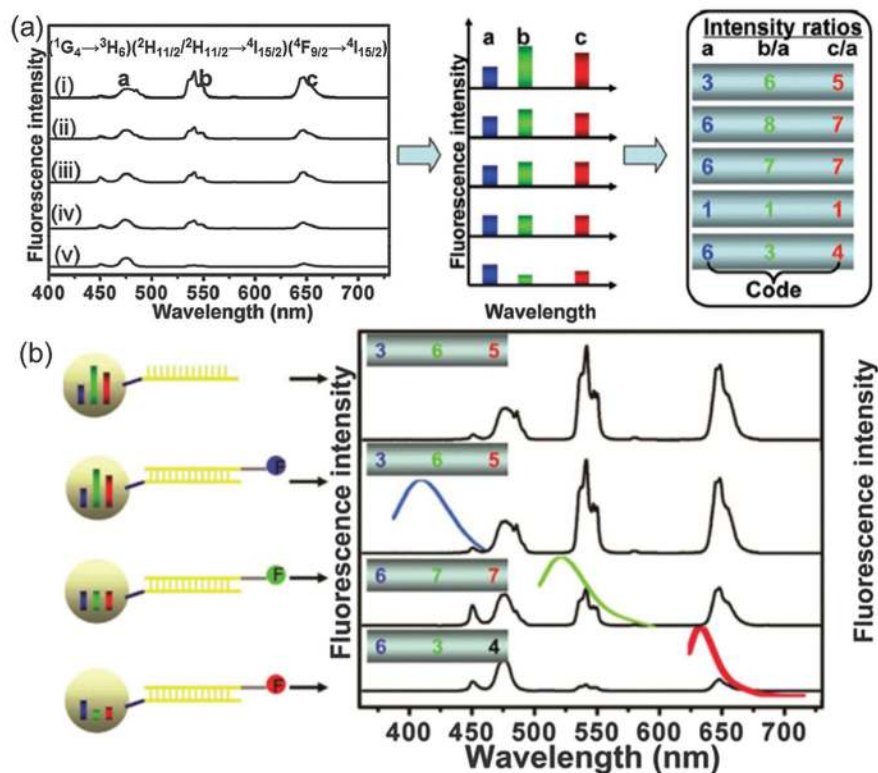 (a)
(¹G₄→³H₆)(²H₁₁/₂/²H₁₁/₂→⁴I₁₅/₂)(⁴F₉/₂→⁴I₁₅/₂)
a b c
(i)
(ii)
(iii)
(iv)
(v)
Fluorescence intensity
400 450 500 550 600 650 700
Wavelength (nm)
a b c
Fluorescence intensity
Wavelength
Intensity ratios
a b/a c/a
3 6 5
6 8 7
6 7 7
1 1 1
6 3 4
Code
(b)
3 6 5
F
3 6 5
F
6 7 7
F
6 3 4
Fluorescence intensity
Fluorescence intensity
400 450 500 550 600 650 700
Wavelength (nm)